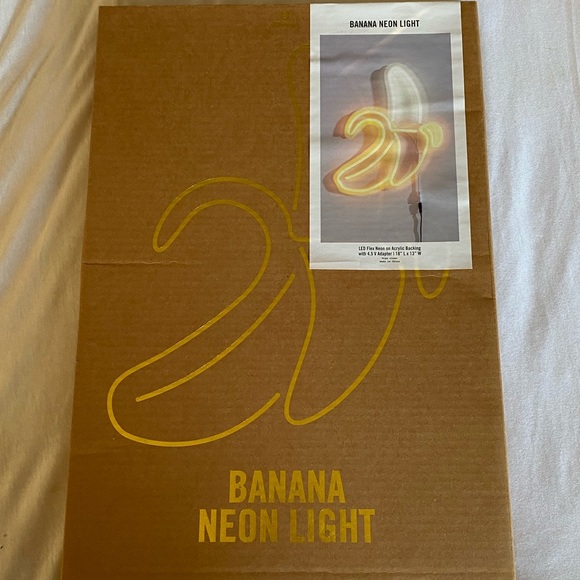 BANANA NEON LIGHT
LED Flex Neon on Acrylic Backing
with 4.5 V Adapter | 18" L x 13" W
BANANA
NEON LIGHT